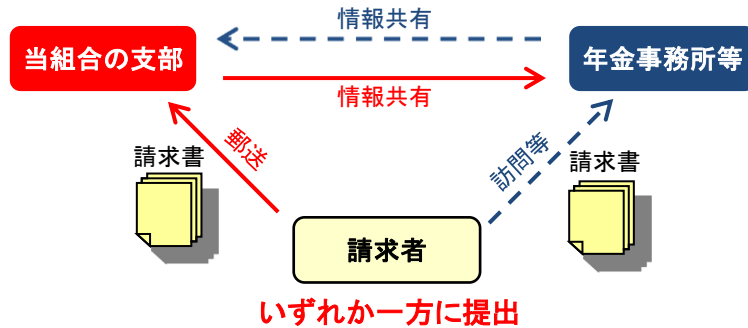 情報共有
当組合の支部
年金事務所等
情報共有
郵送
訪問等
請求書
請求書
請求者
いずれか一方に提出